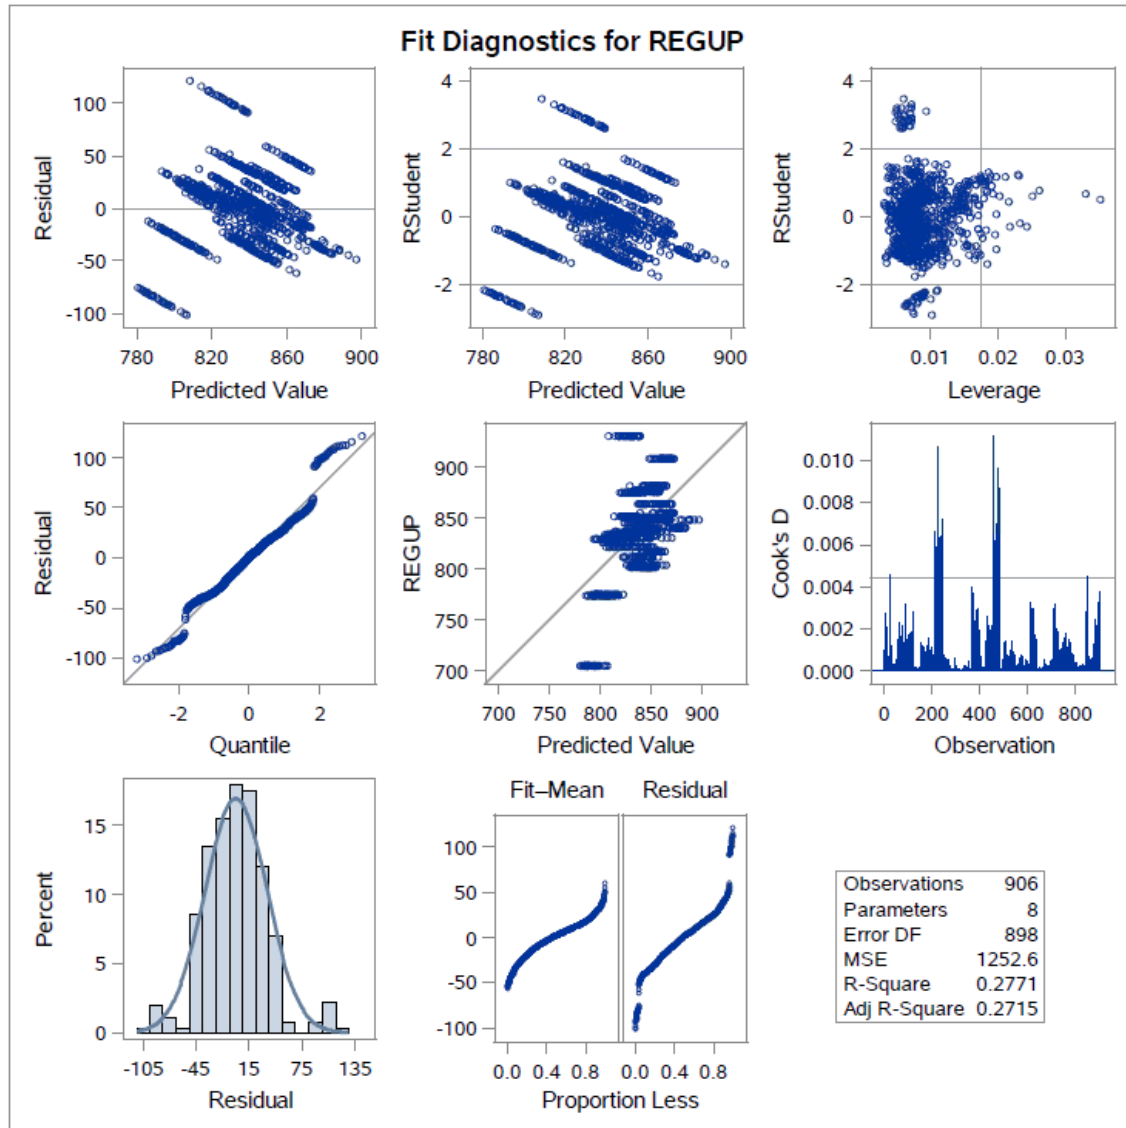 Fit Diagnostics for REGUP
Residual
100
50
0
-50
-100
780 820 860 900
Predicted Value
RStudent
4
2
0
-2
780 820 860 900
Predicted Value
RStudent
4
2
0
-2
0.01 0.02 0.03
Leverage
Residual
100
50
0
-50
-100
-2 0 2
Quantile
REGUP
900
850
800
750
700
700 750 800 850 900
Predicted Value
Cook's D
0.010
0.008
0.006
0.004
0.002
0.000
0 200 400 600 800
Observation
Percent
15
10
5
0
-105 -45 15 75 135
Residual
Fit–Mean Residual
100
50
0
-50
-100
0.0 0.4 0.8 0.0 0.4 0.8
Proportion Less
Observations 906
Parameters 8
Error DF 898
MSE 1252.6
R-Square 0.2771
Adj R-Square 0.2715